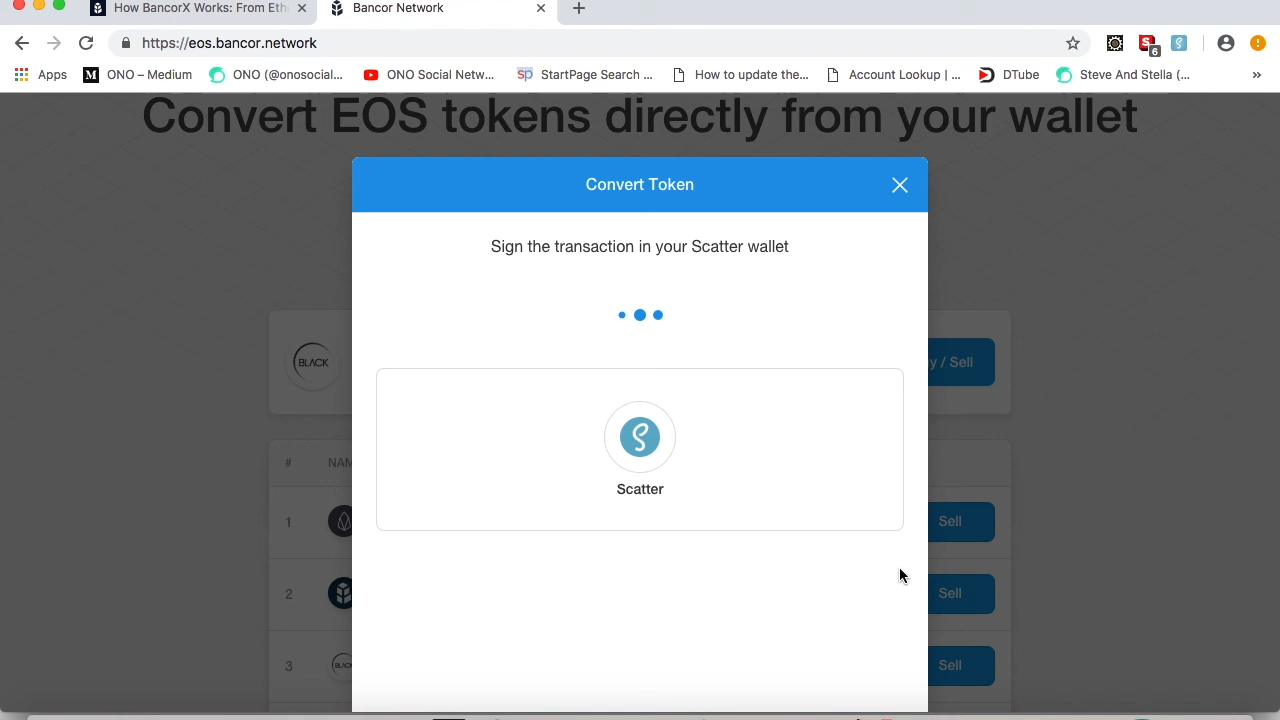 How BancorX Works: From Eth
Bancor Network
https://eos.bancor.network
6
Apps
ONO – Medium
ONO (@onosocial...
ONO Social Netw...
sp
StartPage Search ...
How to update the...
Account Lookup | ...
DTube
Steve And Stella (...
Convert EOS tokens directly from your wallet
Convert Token
Sign the transaction in your Scatter wallet
BLACK
y / Sell
Scatter
# NAM
1 Sell
2 Sell
3 BLACK Sell